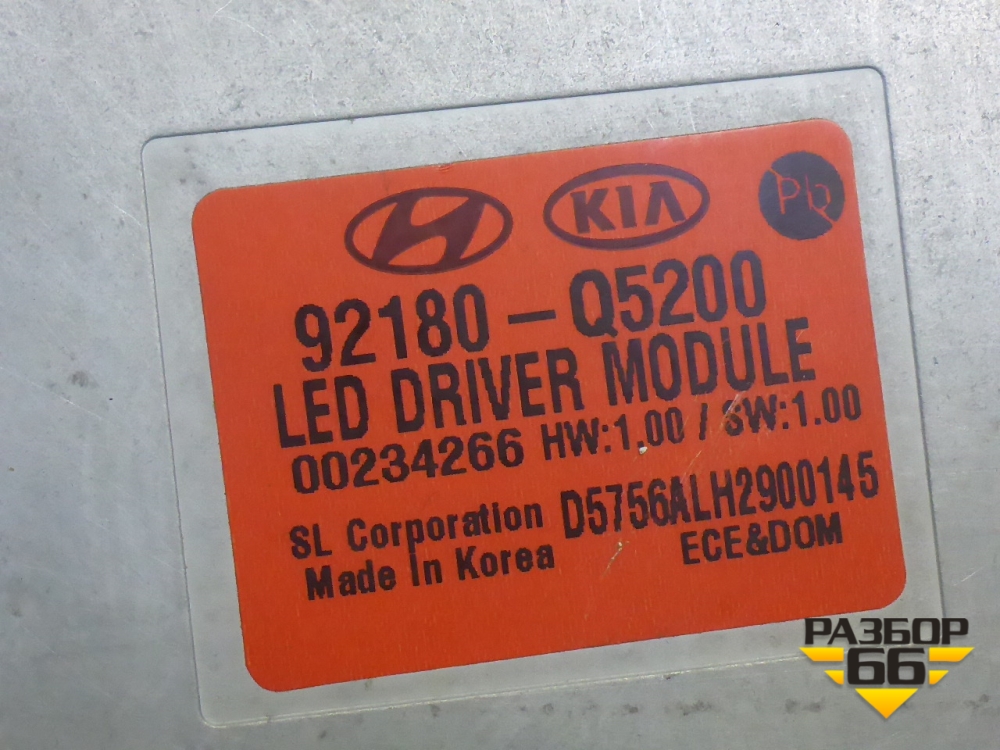 KIA Pb
92180-Q5200
LED DRIVER MODULE
00234266 HW:1.00 / SW:1.00
SL Corporation D5756ALH2900145
Made In Korea ECE&DOM
РАЗБОР
66